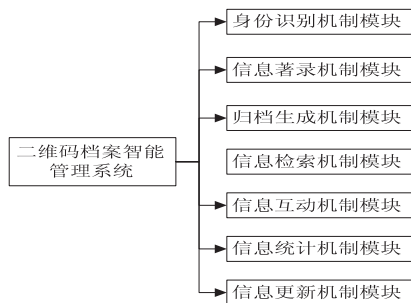 身份识别机制模块
信息著录机制模块
归档生成机制模块
二维码档案智能
管理系统
信息检索机制模块
信息互动机制模块
信息统计机制模块
信息更新机制模块